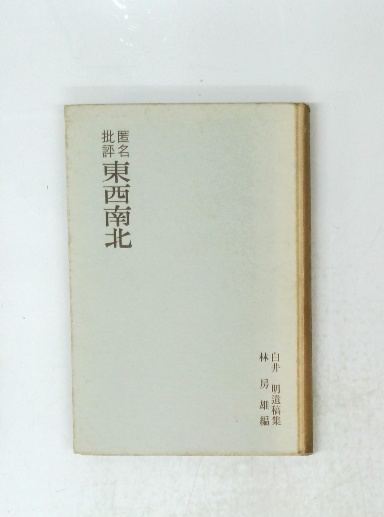 匿名
批評
東西南北
白井 明遺稿集
林 房雄編